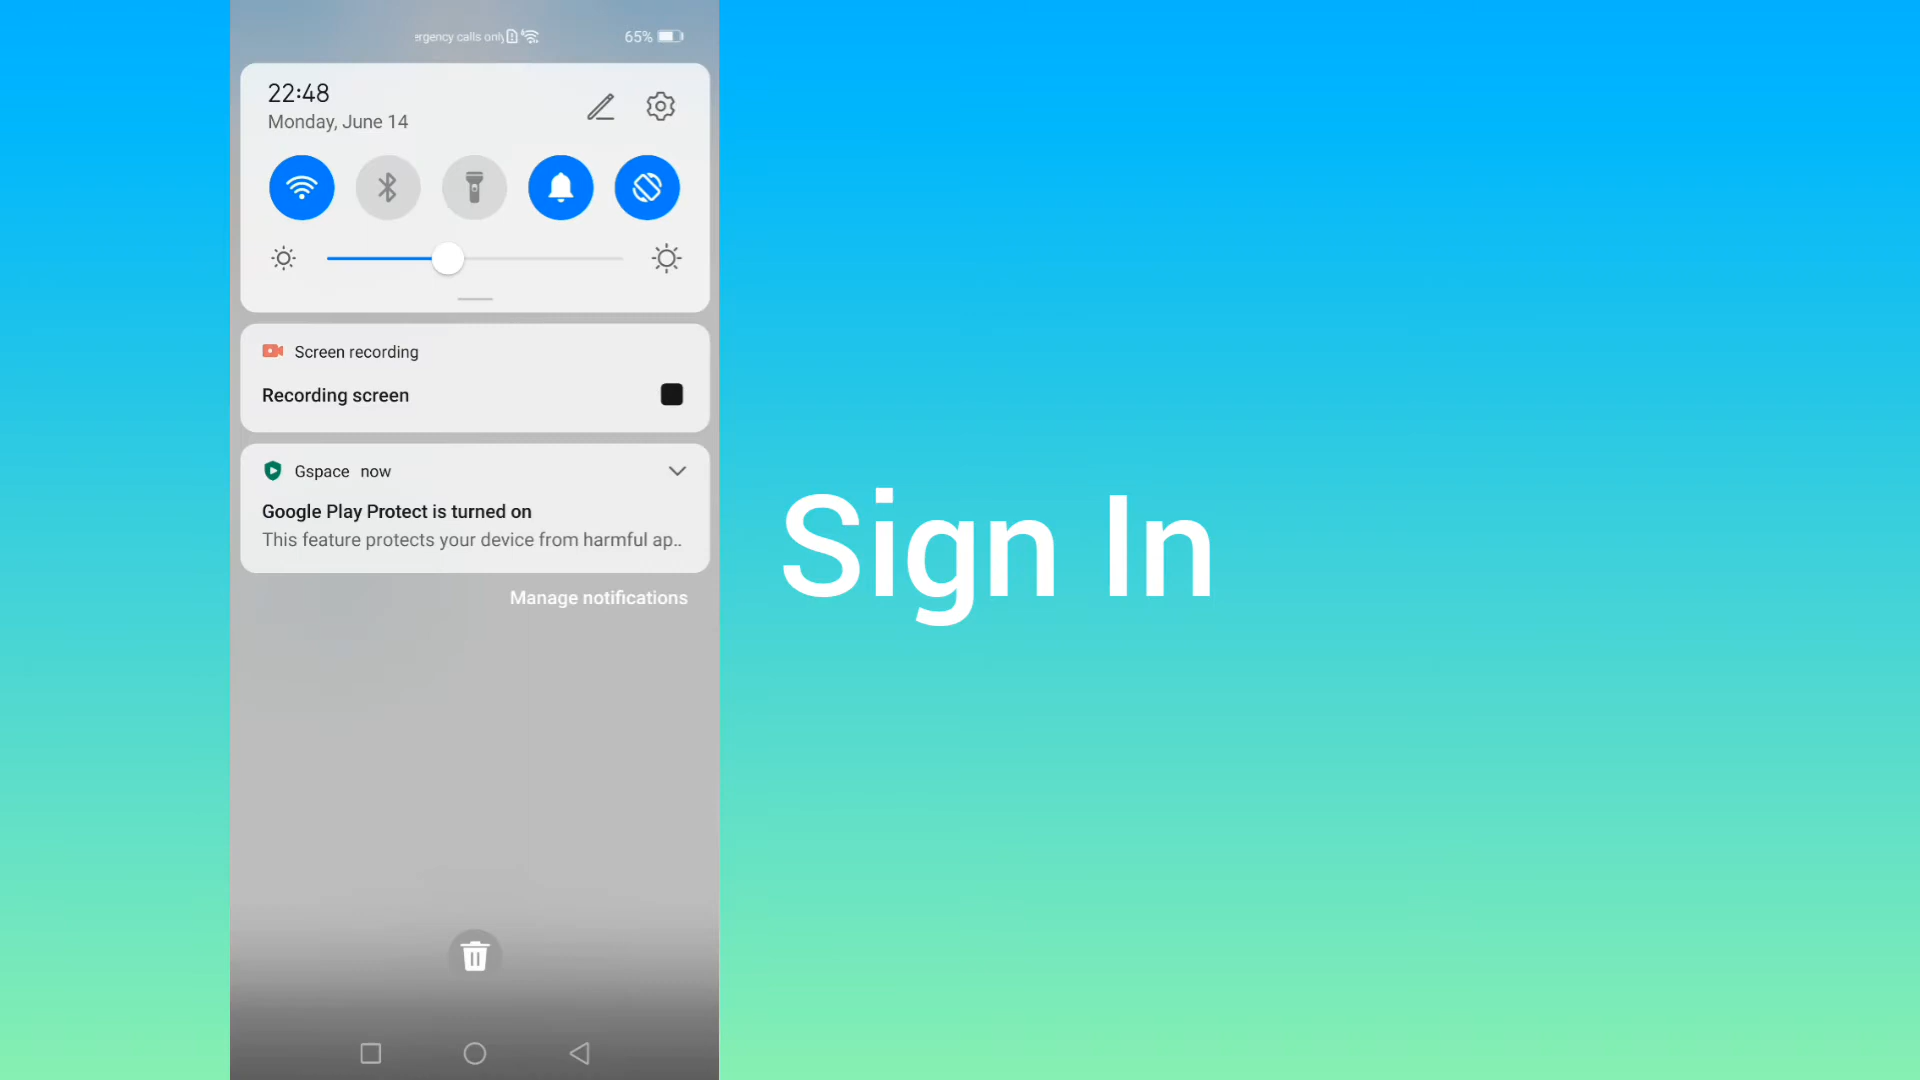 ergency calls only
65%
22:48
Monday, June 14
Screen recording
Recording screen
Gspace now
Google Play Protect is turned on
This feature protects your device from harmful ap..
Manage notifications
Sign In